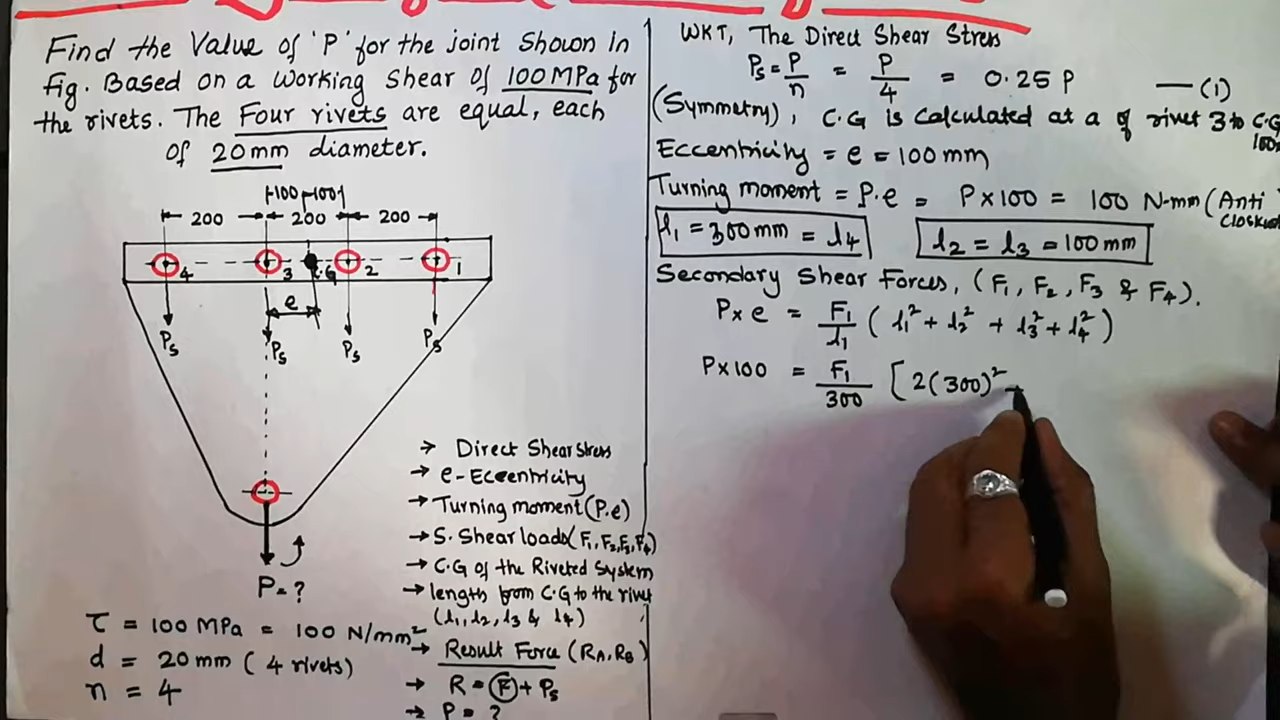 Find the Value of 'P' for the joint Shown in
fig. Based on a Working Shear of 100 MPa for
the rivets. The Four rivets are equal, each
of 20mm diameter.
100 100
200 200 200
4 3 C.G 2 1
e
Ps Ps Ps Ps
P = ?
τ = 100 MPa = 100 N/mm²
d = 20 mm ( 4 rivets)
n = 4
→ Direct Shear Stress
→ e - Eccentricity
→ Turning moment (P.e)
→ S. Shear loads (F1, F2, F3, F4)
→ C.G of the Riveted System
→ length from C.G to the rivet
(l1, l2, l3 & l4)
→ Result Force (RA, RB)
→ R = F + Ps
→ P = ?
WKT, The Direct Shear Stress
Ps = P/n = P/4 = 0.25 P — (1)
(Symmetry), C.G is Calculated at a of rivet 3 to C.G
Eccentricity = e = 100 mm
Turning moment = P.e = P x 100 = 100 N-mm (Anti
l1 = 300 mm = l4 l2 = l3 = 100 mm
Secondary Shear Forces, (F1, F2, F3 & F4).
P x e = F1/l1 ( l1² + l2² + l3² + l4² )
P x 100 = F1/300 [ 2 (300)²